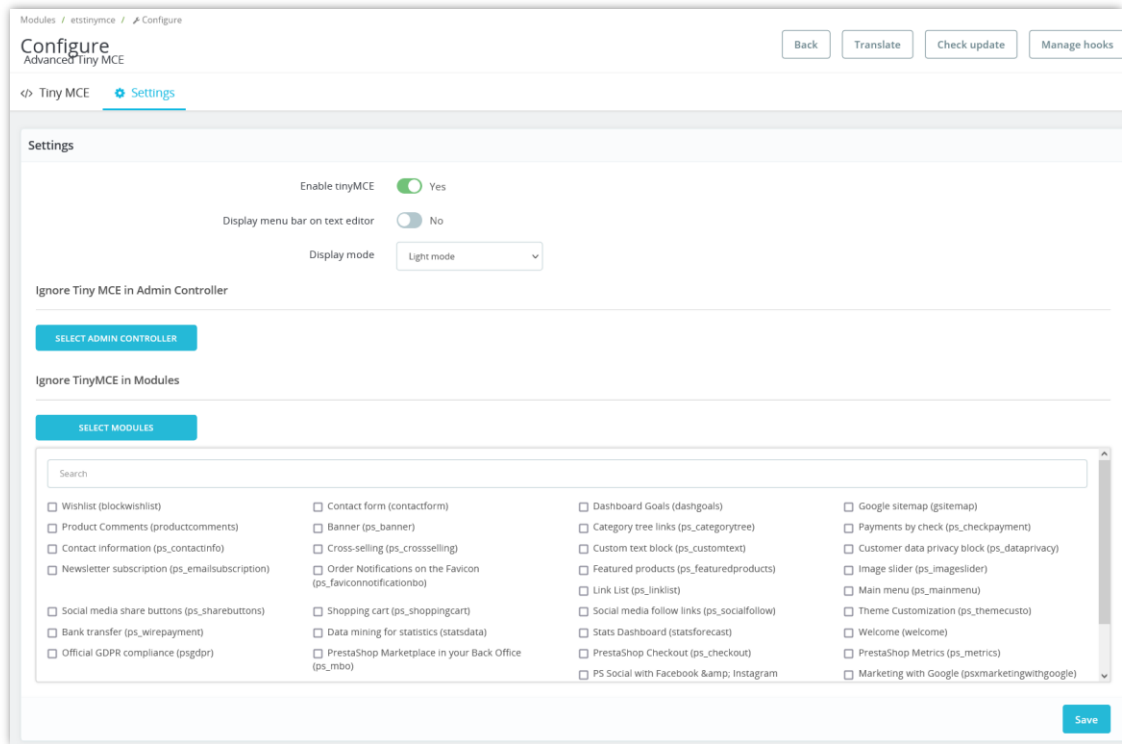 Modules / etstinymce / Configure
Configure
Advanced Tiny MCE
Back Translate Check update Manage hooks
</> Tiny MCE Settings
Settings
Enable tinyMCE Yes
Display menu bar on text editor No
Display mode Light mode
Ignore Tiny MCE in Admin Controller
SELECT ADMIN CONTROLLER
Ignore TinyMCE in Modules
SELECT MODULES
Search
Wishlist (blockwishlist) Contact form (contactform) Dashboard Goals (dashgoals) Google sitemap (gsitemap)
Product Comments (productcomments) Banner (ps_banner) Category tree links (ps_categorytree) Payments by check (ps_checkpayment)
Contact information (ps_contactinfo) Cross-selling (ps_crossselling) Custom text block (ps_customtext) Customer data privacy block (ps_dataprivacy)
Newsletter subscription (ps_emailsubscription) Order Notifications on the Favicon Featured products (ps_featuredproducts) Image slider (ps_imageslider)
(ps_faviconnotificationbo) Link List (ps_linklist) Main menu (ps_mainmenu)
Social media share buttons (ps_sharebuttons) Shopping cart (ps_shoppingcart) Social media follow links (ps_socialfollow) Theme Customization (ps_themecusto)
Bank transfer (ps_wirepayment) Data mining for statistics (statsdata) Stats Dashboard (statsforecast) Welcome (welcome)
Official GDPR compliance (psgdpr) PrestaShop Marketplace in your Back Office PrestaShop Checkout (ps_checkout) PrestaShop Metrics (ps_metrics)
(ps_mbo) PS Social with Facebook &amp; Instagram Marketing with Google (psxmarketingwithgoogle)
Save